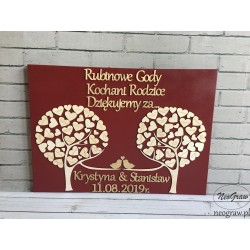 Rubinowe Gody
Kochani Rodzice
Dziękujemy za...
Krystyna & Stanisław
11.08.2019r.
NeoGraw
neograw.pl